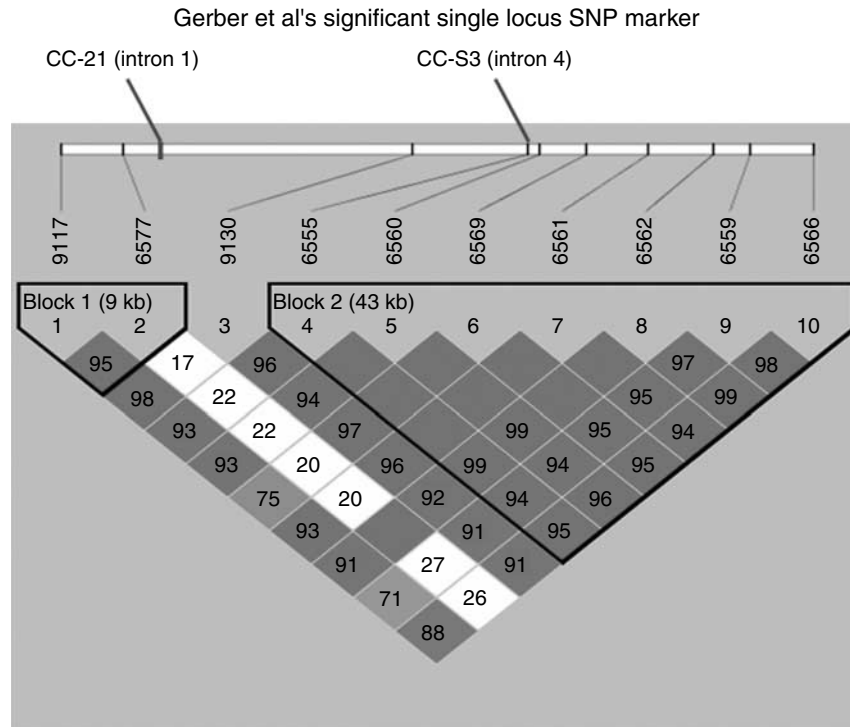 Gerber et al's significant single locus SNP marker
CC-21 (intron 1) CC-S3 (intron 4)
9117 6577 9130 6555 6560 6569 6561 6562 6559 6566
Block 1 (9 kb) Block 2 (43 kb)
1 2 3 4 5 6 7 8 9 10
95 17 96 97 98
98 22 94 95 99
93 22 97 99 95 94
93 20 96 99 94 95
75 20 92 94 96
93 91 95
91 27 91
71 26
88